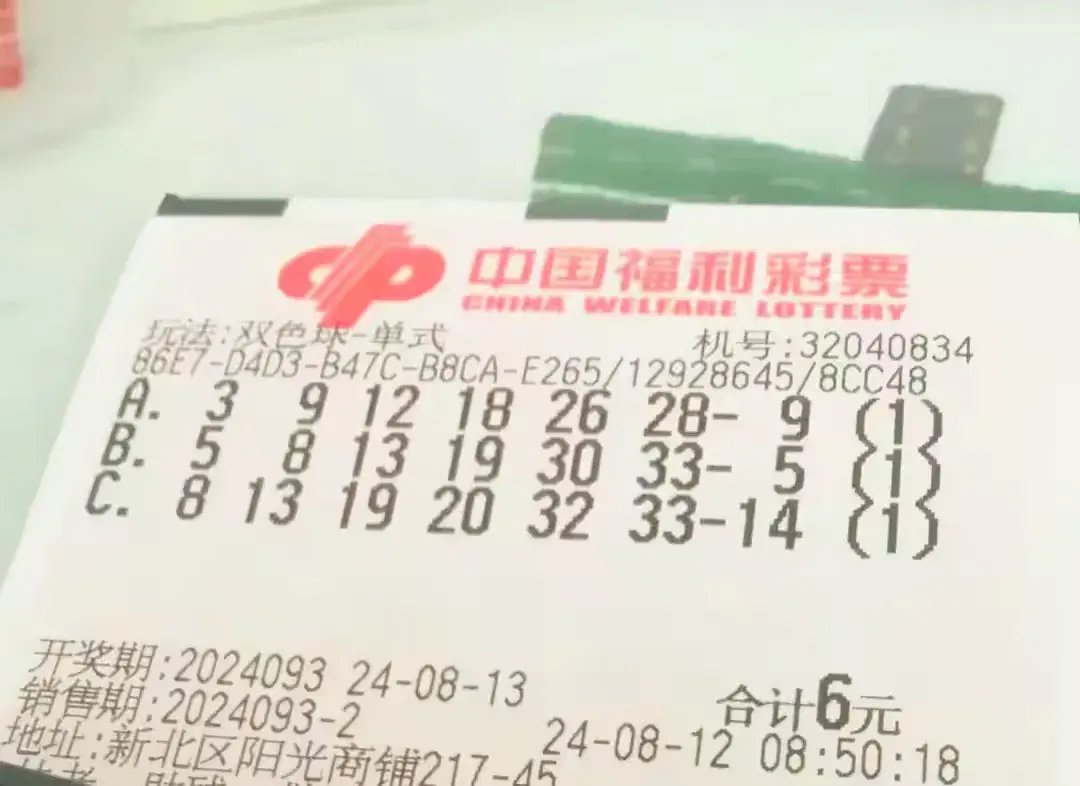 中国福利彩票
CHINA WELFARE LOTTERY
玩法:双色球-单式 机号:32040834
86E7-D4D3-B47C-B8CA-E265/12928645/8CC48
A. 3 9 12 18 26 28- 9 (1)
B. 5 8 13 19 30 33- 5 (1)
C. 8 13 19 20 32 33-14 (1)
开奖期:2024093 24-08-13 合计6元
销售期:2024093-2 24-08-12 08:50:18
地址:新北区阳光商铺217-45